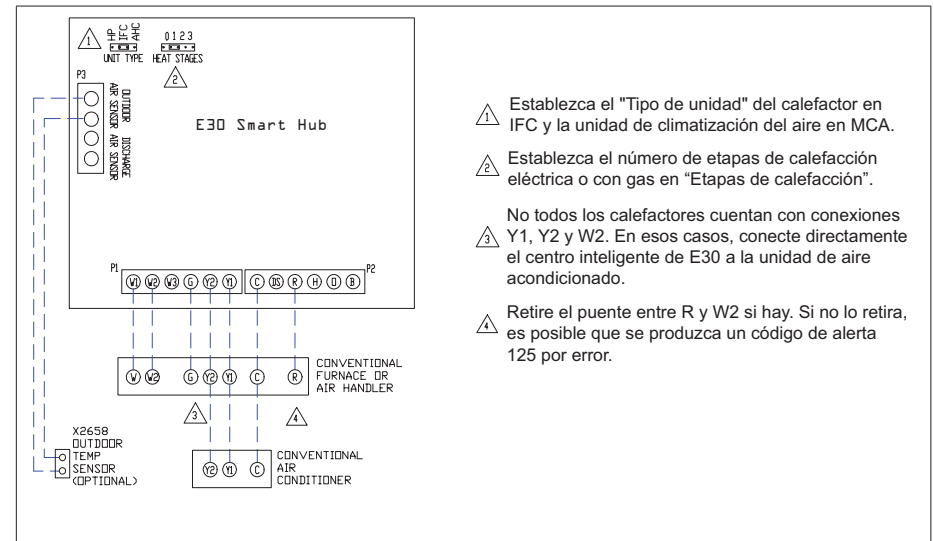 1
HP
IFC
AHC
UNIT TYPE
0 1 2 3
HEAT STAGES
2
P3
OUTDOOR
AIR SENSOR
DISCHARGE
AIR SENSOR
E30 Smart Hub
P1
W1 W2 W3 G Y2 Y1 C DS R H O B
P2
W W2 G Y2 Y1 C R
CONVENTIONAL
FURNACE OR
AIR HANDLER
3
4
X2658
OUTDOOR
TEMP
SENSOR
(OPTIONAL)
Y2 Y1 C
CONVENTIONAL
AIR
CONDITIONER
1 Establezca el "Tipo de unidad" del calefactor en
IFC y la unidad de climatización del aire en MCA.
2 Establezca el número de etapas de calefacción
eléctrica o con gas en “Etapas de calefacción”.
No todos los calefactores cuentan con conexiones
3 Y1, Y2 y W2. En esos casos, conecte directamente
el centro inteligente de E30 a la unidad de aire
acondicionado.
4 Retire el puente entre R y W2 si hay. Si no lo retira,
es posible que se produzca un código de alerta
125 por error.